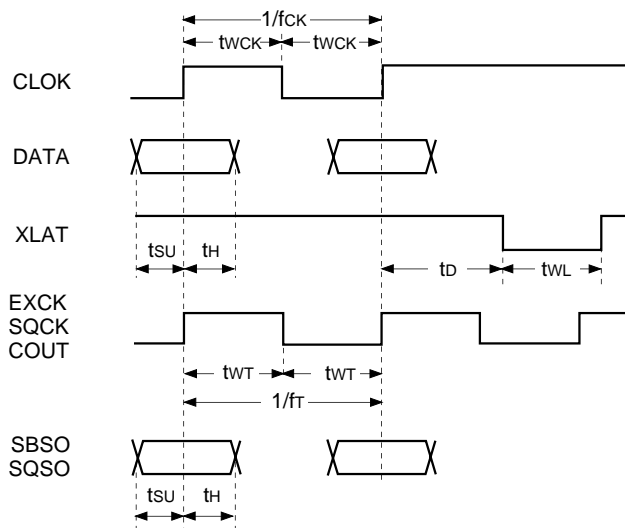 1/fCK
tWCK tWCK
CLOK
DATA
XLAT
tSU tH
tD tWL
EXCK
SQCK
COUT
tWT tWT
1/fT
SBSO
SQSO
tSU tH